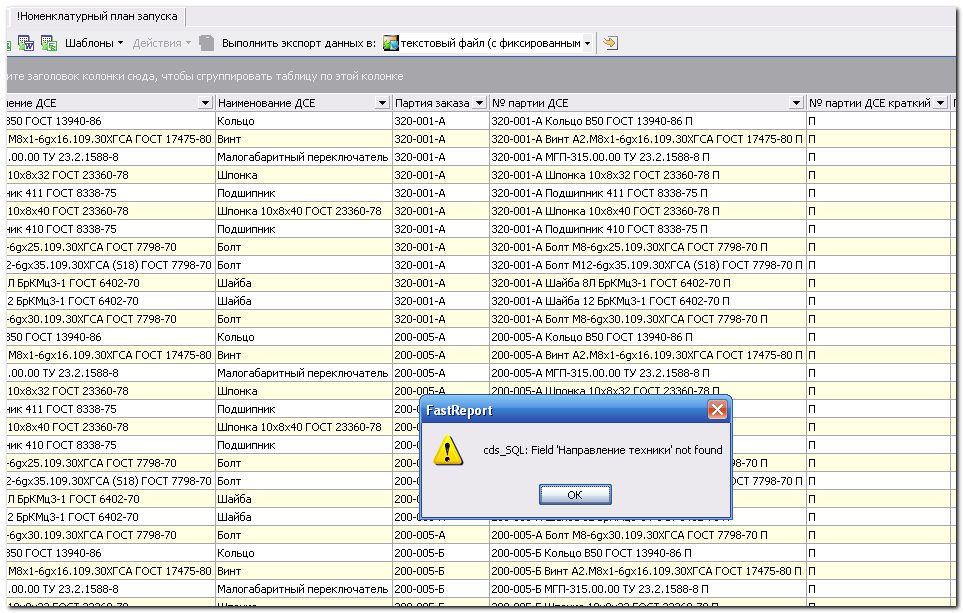 !Номенклатурный план запуска
Шаблоны Действия Выполнить экспорт данных в: текстовый файл (с фиксированным
ите заголовок колонки сюда, чтобы сгруппировать таблицу по этой колонке
ение ДСЕ Наименование ДСЕ Партия заказа № партии ДСЕ № партии ДСЕ краткий
В50 ГОСТ 13940-86 Кольцо 320-001-А 320-001-А Кольцо В50 ГОСТ 13940-86 П П
М8х1-6gх16.109.30ХГСА ГОСТ 17475-80 Винт 320-001-А 320-001-А Винт А2.М8х1-6gх16.109.30ХГСА ГОСТ 17475-80 П П
.00.00 ТУ 23.2.1588-8 Малогабаритный переключатель 320-001-А 320-001-А МГП-315.00.00 ТУ 23.2.1588-8 П П
10х8х32 ГОСТ 23360-78 Шпонка 320-001-А 320-001-А Шпонка 10х8х32 ГОСТ 23360-78 П П
ник 411 ГОСТ 8338-75 Подшипник 320-001-А 320-001-А Подшипник 411 ГОСТ 8338-75 П П
10х8х40 ГОСТ 23360-78 Шпонка 10х8х40 ГОСТ 23360-78 320-001-А 320-001-А Шпонка 10х8х40 ГОСТ 23360-78 П П
ник 410 ГОСТ 8338-75 Подшипник 320-001-А 320-001-А Подшипник 410 ГОСТ 8338-75 П П
-6gх25.109.30ХГСА ГОСТ 7798-70 Болт 320-001-А 320-001-А Болт М8-6gх25.109.30ХГСА ГОСТ 7798-70 П П
2-6gх35.109.30ХГСА (S18) ГОСТ 7798-70 Болт 320-001-А 320-001-А Болт М12-6gх35.109.30ХГСА (S18) ГОСТ 7798-70 П П
Л БрКМц3-1 ГОСТ 6402-70 Шайба 320-001-А 320-001-А Шайба 8Л БрКМц3-1 ГОСТ 6402-70 П П
2 БрКМц3-1 ГОСТ 6402-70 Шайба 320-001-А 320-001-А Шайба 12 БрКМц3-1 ГОСТ 6402-70 П П
-6gх30.109.30ХГСА ГОСТ 7798-70 Болт 320-001-А 320-001-А Болт М8-6gх30.109.30ХГСА ГОСТ 7798-70 П П
В50 ГОСТ 13940-86 Кольцо 200-005-А 200-005-А Кольцо В50 ГОСТ 13940-86 П П
М8х1-6gх16.109.30ХГСА ГОСТ 17475-80 Винт 200-005-А 200-005-А Винт А2.М8х1-6gх16.109.30ХГСА ГОСТ 17475-80 П П
.00.00 ТУ 23.2.1588-8 Малогабаритный переключатель 200-005-А 200-005-А МГП-315.00.00 ТУ 23.2.1588-8 П П
10х8х32 ГОСТ 23360-78 Шпонка 200-005-А 200-005-А Шпонка 10х8х32 ГОСТ 23360-78 П П
ник 411 ГОСТ 8338-75 Подшипник 200-0 П
10х8х40 ГОСТ 23360-78 Шпонка 10х8х40 ГОСТ 23360-78 200-0 П
ник 410 ГОСТ 8338-75 Подшипник 200-0 П
-6gх25.109.30ХГСА ГОСТ 7798-70 Болт 200-0 П
2-6gх35.109.30ХГСА (S18) ГОСТ 7798-70 Болт 200-0 ГОСТ 7798-70 П П
Л БрКМц3-1 ГОСТ 6402-70 Шайба 200-0 П
2 БрКМц3-1 ГОСТ 6402-70 Шайба 200-0 П
-6gх30.109.30ХГСА ГОСТ 7798-70 Болт 200-005-А 200-005-А Болт М8-6gх30.109.30ХГСА ГОСТ 7798-70 П П
В50 ГОСТ 13940-86 Кольцо 200-005-Б 200-005-Б Кольцо В50 ГОСТ 13940-86 П П
М8х1-6gх16.109.30ХГСА ГОСТ 17475-80 Винт 200-005-Б 200-005-Б Винт А2.М8х1-6gх16.109.30ХГСА ГОСТ 17475-80 П П
.00.00 ТУ 23.2.1588-8 Малогабаритный переключатель 200-005-Б 200-005-Б МГП-315.00.00 ТУ 23.2.1588-8 П П
FastReport
cds_SQL: Field 'Направление техники' not found
OK